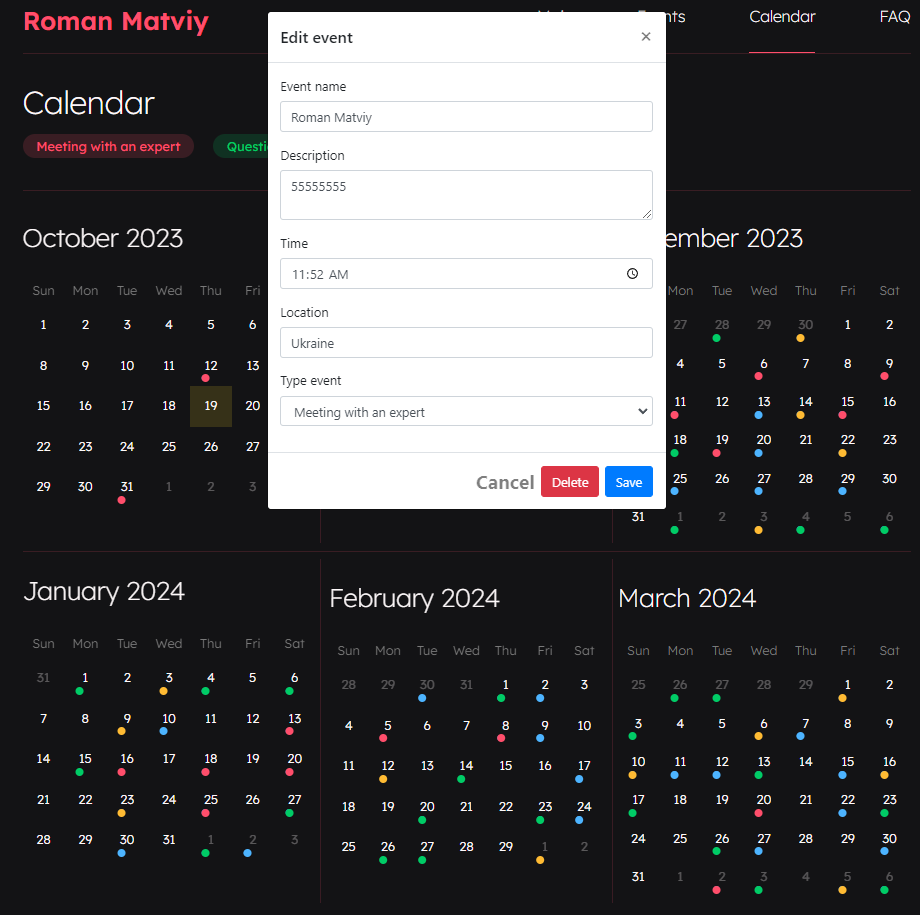 Roman Matviy
Calendar
FAQ
Edit event
×
Event name
Roman Matviy
Description
55555555
Time
11:52 AM
Location
Ukraine
Type event
Meeting with an expert
Cancel Delete Save
Calendar
Meeting with an expert
October 2023
Sun Mon Tue Wed Thu Fri
1 2 3 4 5 6
8 9 10 11 12 13
15 16 17 18 19 20
22 23 24 25 26 27
29 30 31 1 2 3
ember 2023
Mon Tue Wed Thu Fri Sat
27 28 29 30 1 2
4 5 6 7 8 9
11 12 13 14 15 16
18 19 20 21 22 23
25 26 27 28 29 30
31 1 2 3 4 5 6
January 2024
Sun Mon Tue Wed Thu Fri Sat
31 1 2 3 4 5 6
7 8 9 10 11 12 13
14 15 16 17 18 19 20
21 22 23 24 25 26 27
28 29 30 31 1 2 3
February 2024
Sun Mon Tue Wed Thu Fri Sat
28 29 30 31 1 2 3
4 5 6 7 8 9 10
11 12 13 14 15 16 17
18 19 20 21 22 23 24
25 26 27 28 29 1 2
March 2024
Sun Mon Tue Wed Thu Fri Sat
25 26 27 28 29 1 2
3 4 5 6 7 8 9
10 11 12 13 14 15 16
17 18 19 20 21 22 23
24 25 26 27 28 29 30
31 1 2 3 4 5 6